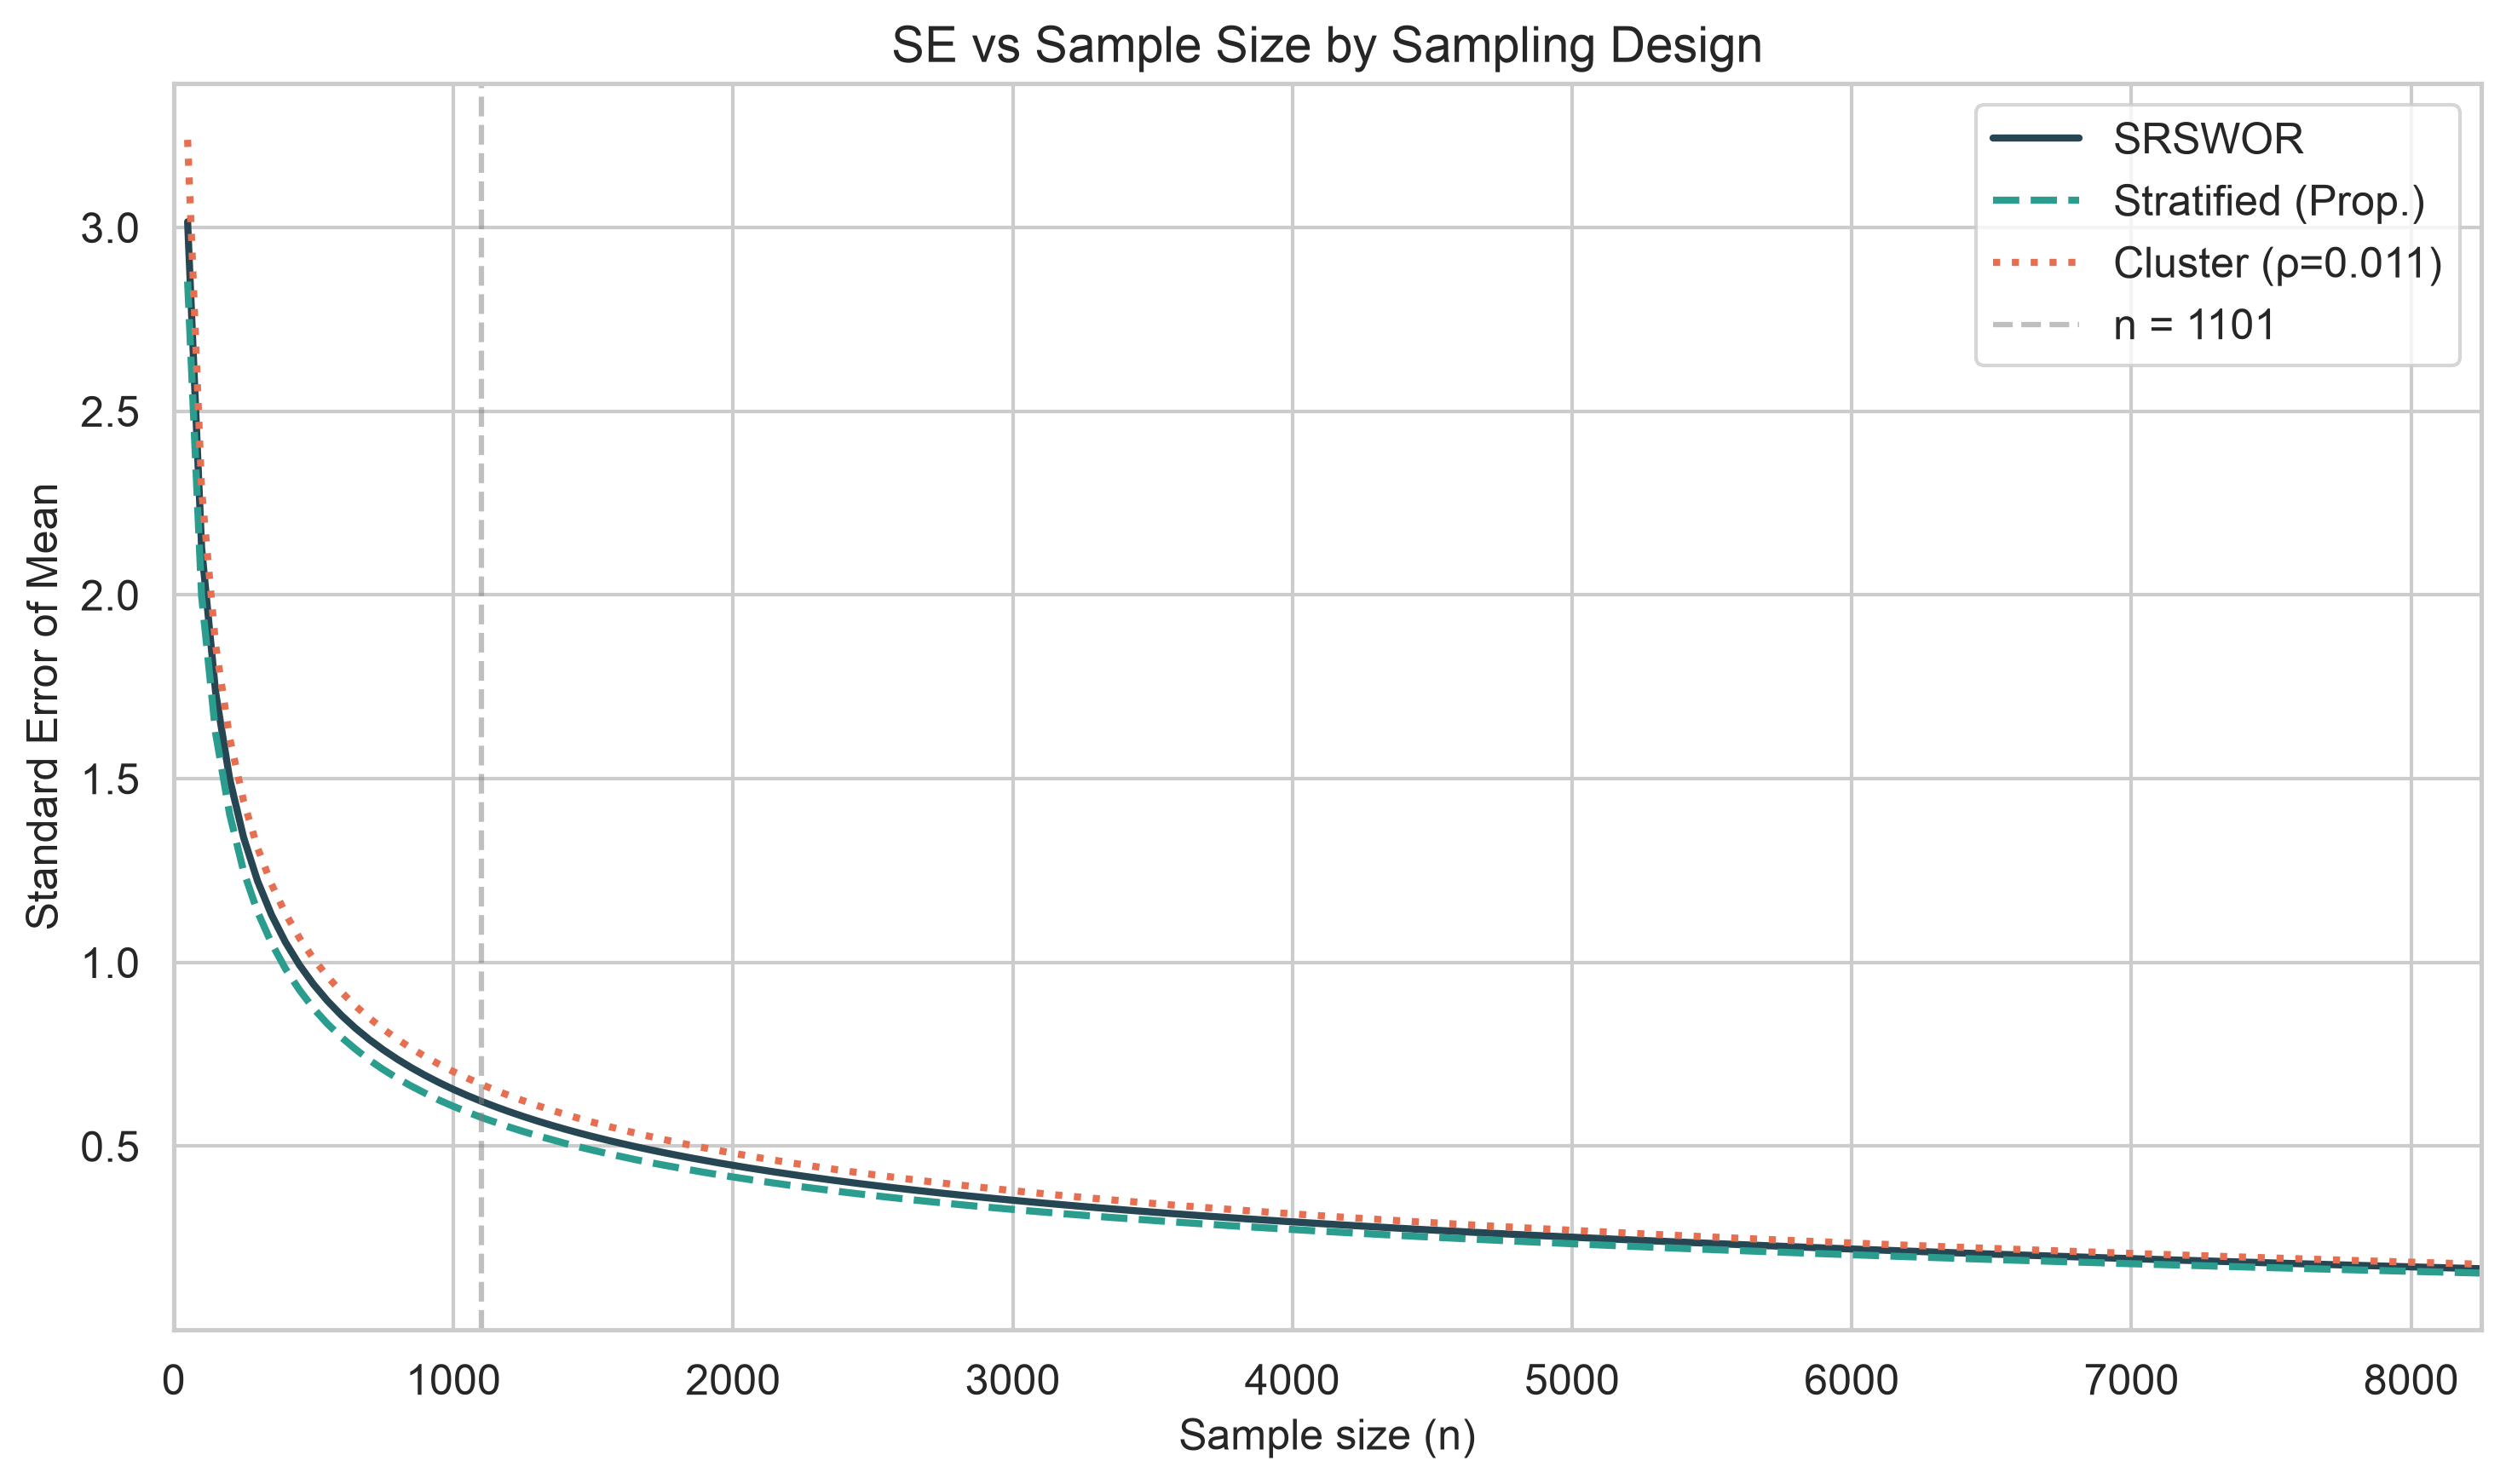 SE vs Sample Size by Sampling Design
SRSWOR
Stratified (Prop.)
Cluster (ρ=0.011)
n = 1101
Standard Error of Mean
3.0
2.5
2.0
1.5
1.0
0.5
0 1000 2000 3000 4000 5000 6000 7000 8000
Sample size (n)